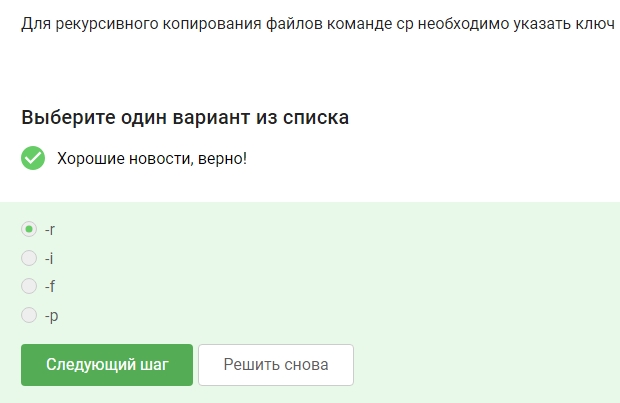 Для рекурсивного копирования файлов команде cp необходимо указать ключ
Выберите один вариант из списка
Хорошие новости, верно!
-r
-i
-f
-p
Следующий шаг
Решить снова